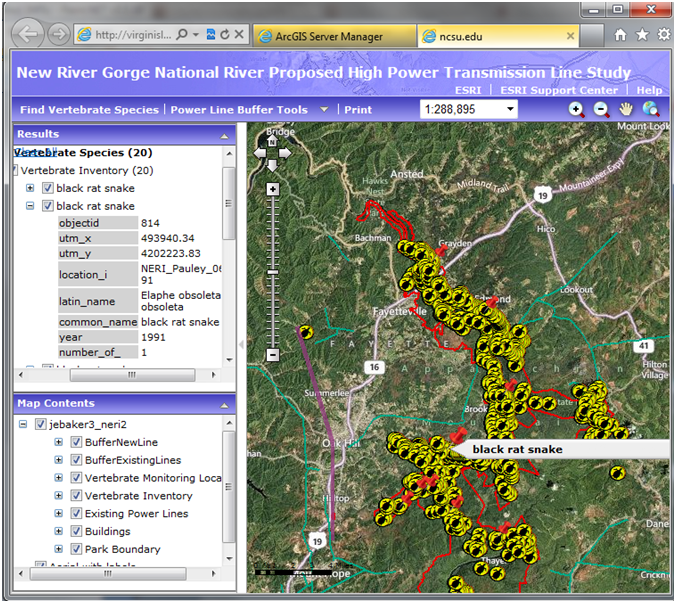 http://virginisl...
ArcGIS Server Manager
ncsu.edu
New River Gorge National River Proposed High Power Transmission Line Study
ESRI | ESRI Support Center | Help
Find Vertebrate Species | Power Line Buffer Tools | Print
1:288,895
Results
Vertebrate Species (20)
Vertebrate Inventory (20)
black rat snake
black rat snake
objectid 814
utm_x 493940.34
utm_y 4202223.83
location_i NERI_Pauley_06
91
latin_name Elaphe obsoleta
obsoleta
common_name black rat snake
year 1991
number_of_ 1
Map Contents
jebaker3_neri2
BufferNewLine
BufferExistingLines
Vertebrate Monitoring Loca
Vertebrate Inventory
Existing Power Lines
Buildings
Park Boundary
Aerial with labels
N
Bridge
Mount Look
Ansted
Midland Trail
Mountaineer Expy
Hawks
Nest
State
19
Hico
Bachman
Grayden
Lookout
Fayetteville
FAYETTE
41
Appalachian
Hilton
Village
16
Summerlee
Brook
State
Oak Hill
black rat snake
Hilltop
19
Dane
Thay